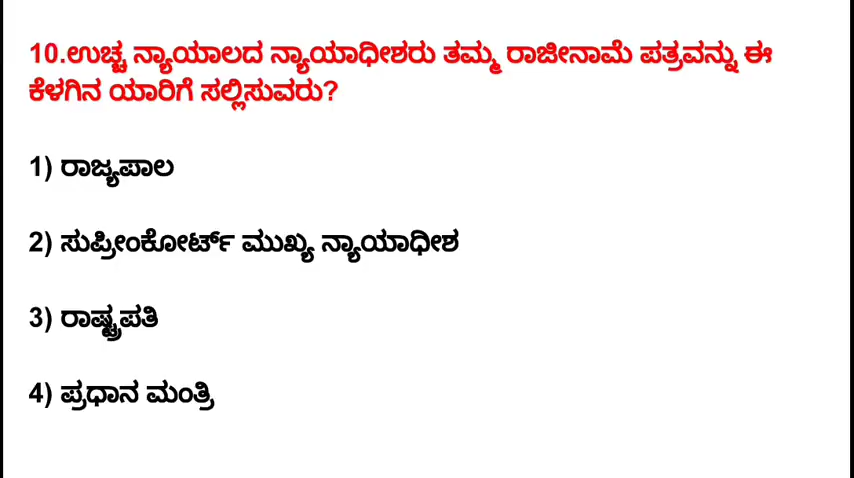 10.ಉಚ್ಚ ನ್ಯಾಯಾಲದ ನ್ಯಾಯಾಧೀಶರು ತಮ್ಮ ರಾಜೀನಾಮೆ ಪತ್ರವನ್ನು ಈ
ಕೆಳಗಿನ ಯಾರಿಗೆ ಸಲ್ಲಿಸುವರು?
1) ರಾಜ್ಯಪಾಲ
2) ಸುಪ್ರೀಂಕೋರ್ಟ್ ಮುಖ್ಯ ನ್ಯಾಯಾಧೀಶ
3) ರಾಷ್ಟ್ರಪತಿ
4) ಪ್ರಧಾನ ಮಂತ್ರಿ